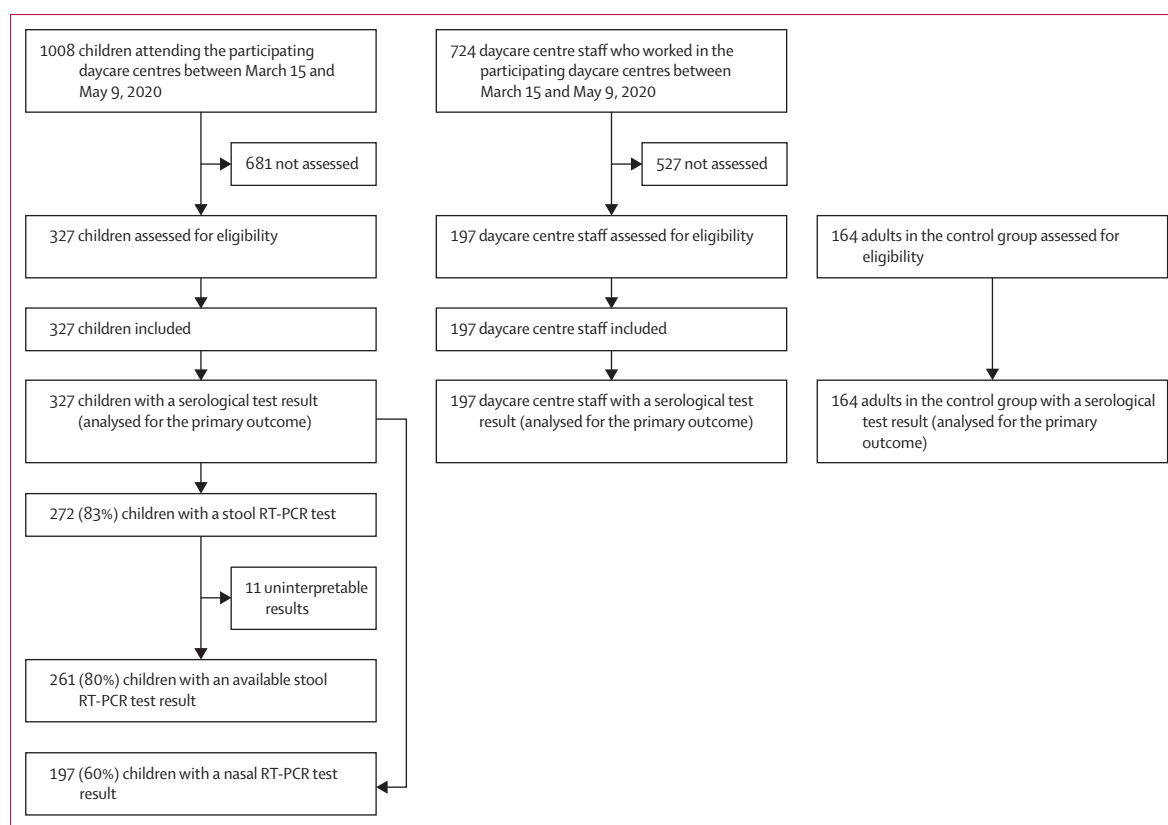 1008 children attending the participating
daycare centres between March 15 and
May 9, 2020
681 not assessed
327 children assessed for eligibility
327 children included
327 children with a serological test result
(analysed for the primary outcome)
272 (83%) children with a stool RT-PCR test
11 uninterpretable
results
261 (80%) children with an available stool
RT-PCR test result
197 (60%) children with a nasal RT-PCR test
result
724 daycare centre staff who worked in the
participating daycare centres between
March 15 and May 9, 2020
527 not assessed
197 daycare centre staff assessed for eligibility
197 daycare centre staff included
197 daycare centre staff with a serological test
result (analysed for the primary outcome)
164 adults in the control group assessed for
eligibility
164 adults in the control group with a serological
test result (analysed for the primary
outcome)